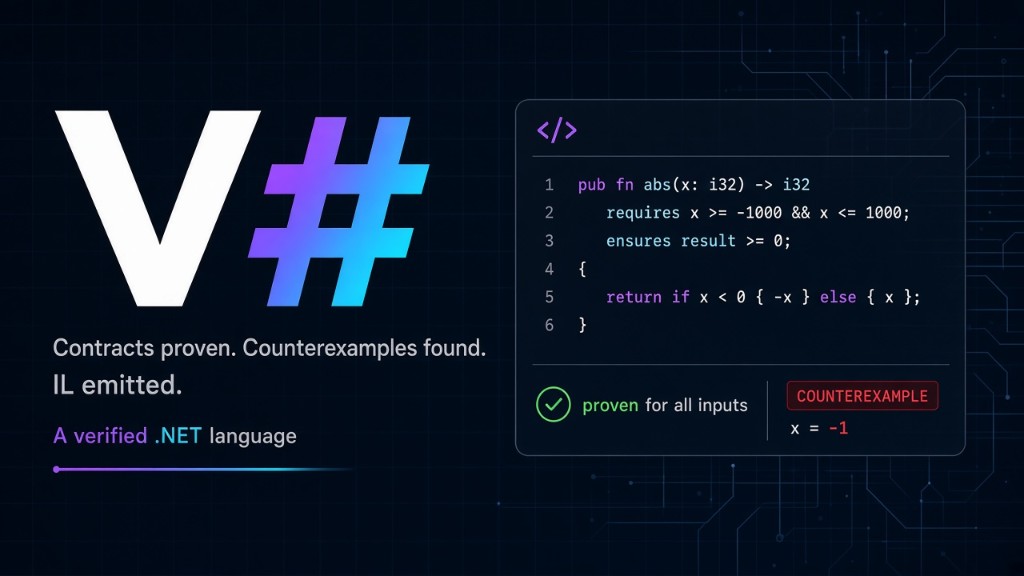 V#
Contracts proven. Counterexamples found.
IL emitted.
A verified .NET language
</>
1 pub fn abs(x: i32) -> i32
2 requires x >= -1000 && x <= 1000;
3 ensures result >= 0;
4 {
5 return if x < 0 { -x } else { x };
6 }
proven for all inputs
COUNTEREXAMPLE
x = -1